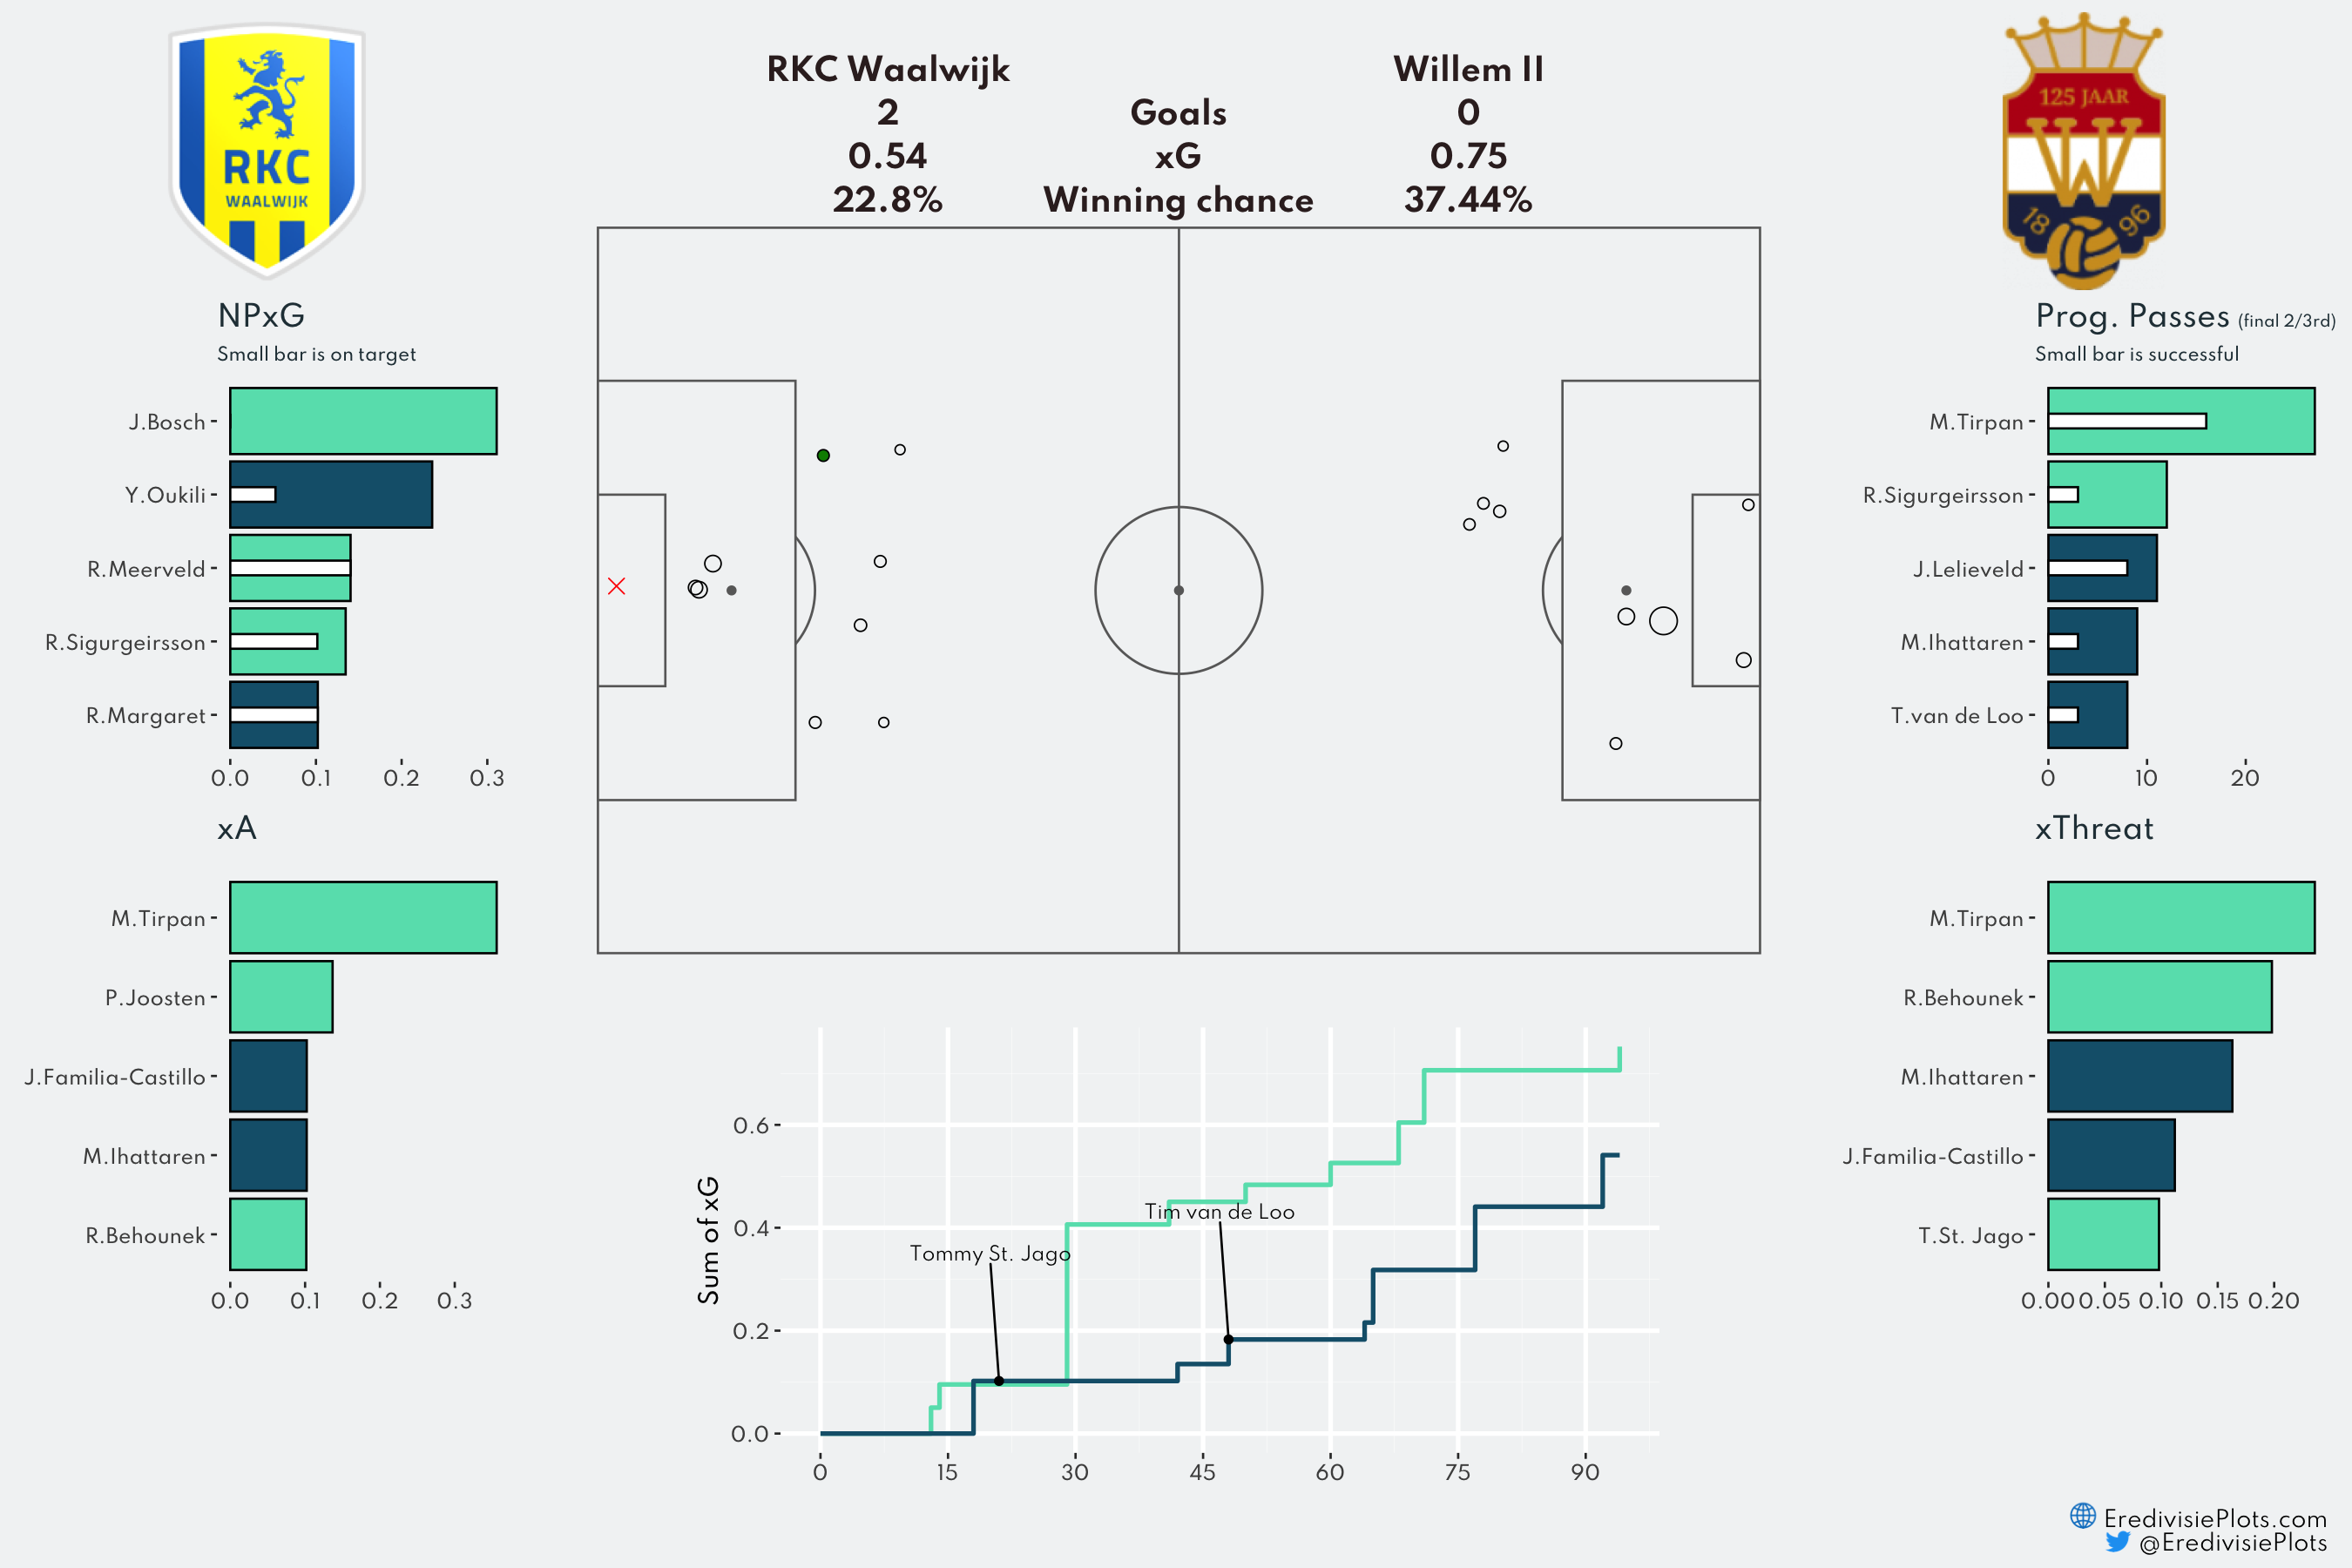 RKC Waalwijk Willem II
2 Goals 0
0.54 xG 0.75
22.8% Winning chance 37.44%
RKC
WAALWIJK
125 JAAR
W
18 96
NPxG
Small bar is on target
J.Bosch
Y.Oukili
R.Meerveld
R.Sigurgeirsson
R.Margaret
0.0 0.1 0.2 0.3
xA
M.Tirpan
P.Joosten
J.Familia-Castillo
M.Ihattaren
R.Behounek
0.0 0.1 0.2 0.3
Sum of xG
0.6
0.4
0.2
0.0
Tim van de Loo
Tommy St. Jago
0 15 30 45 60 75 90
Prog. Passes (final 2/3rd)
Small bar is successful
M.Tirpan
R.Sigurgeirsson
J.Lelieveld
M.Ihattaren
T.van de Loo
0 10 20
xThreat
M.Tirpan
R.Behounek
M.Ihattaren
J.Familia-Castillo
T.St. Jago
0.00 0.05 0.10 0.15 0.20
EredivisiePlots.com
@EredivisiePlots